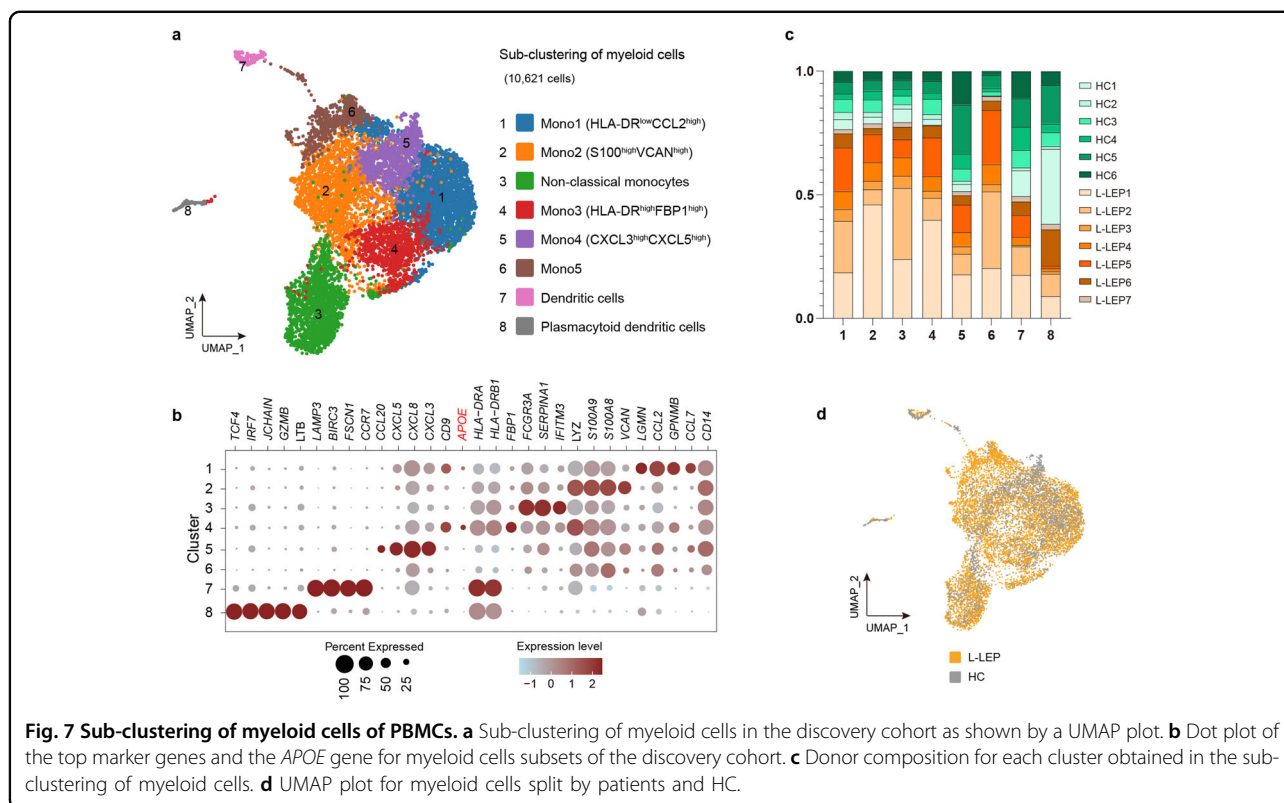 a
Sub-clustering of myeloid cells
(10,621 cells)
1 Mono1 (HLA-DRlowCCL2high)
2 Mono2 (S100highVCANhigh)
3 Non-classical monocytes
4 Mono3 (HLA-DRhighFBP1high)
5 Mono4 (CXCL3highCXCL5high)
6 Mono5
7 Dendritic cells
8 Plasmacytoid dendritic cells
7
6
5
2
1
8
4
3
UMAP_2
UMAP_1
c
1.0
0.5
0.0
1 2 3 4 5 6 7 8
HC1
HC2
HC3
HC4
HC5
HC6
L-LEP1
L-LEP2
L-LEP3
L-LEP4
L-LEP5
L-LEP6
L-LEP7
b
TCF4 IRF7 JCHAIN GZMB LTB LAMP3 BIRC3 FSCN1 CCR7 CCL20 CXCL5 CXCL8 CXCL3 CD9 APOE HLA-DRA HLA-DRB1 FBP1 FCGR3A SERPINA1 IFITM3 LYZ S100A9 S100A8 VCAN LGMN CCL2 GPNMB CCL7 CD14
Cluster
1
2
3
4
5
6
7
8
Percent Expressed
100 75 50 25
Expression level
−1 0 1 2
d
UMAP_2
UMAP_1
L-LEP
HC
Fig. 7 Sub-clustering of myeloid cells of PBMCs. a Sub-clustering of myeloid cells in the discovery cohort as shown by a UMAP plot. b Dot plot of
the top marker genes and the APOE gene for myeloid cells subsets of the discovery cohort. c Donor composition for each cluster obtained in the sub-
clustering of myeloid cells. d UMAP plot for myeloid cells split by patients and HC.